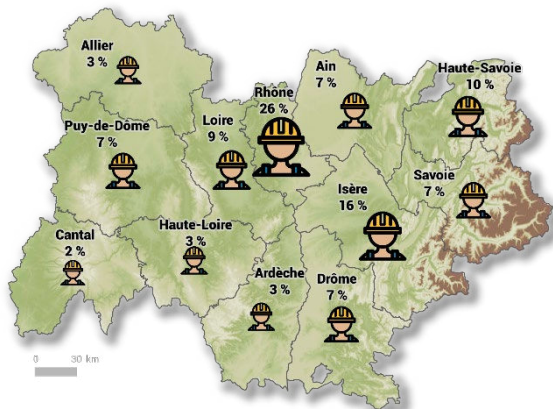 Allier
3 %
Ain
7 %
Haute-Savoie
10 %
Rhône
26 %
Loire
9 %
Puy-de-Dôme
7 %
Savoie
7 %
Isère
16 %
Cantal
2 %
Haute-Loire
3 %
Ardèche
3 %
Drôme
7 %
0 30 km